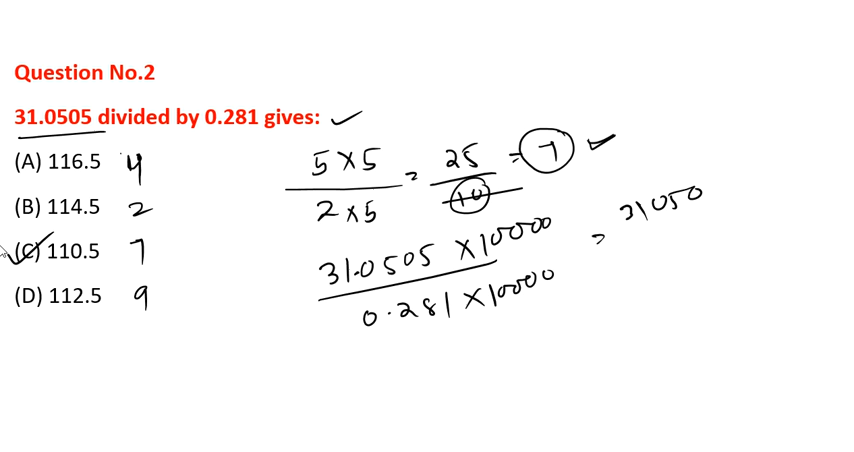 Question No.2
31.0505 divided by 0.281 gives:
(A) 116.5 4
(B) 114.5 2
(C) 110.5 7
(D) 112.5 9
5 × 5 / 2 × 5 = 25 / 10 = 7
31.0505 × 10000 / 0.281 × 10000 = 31050